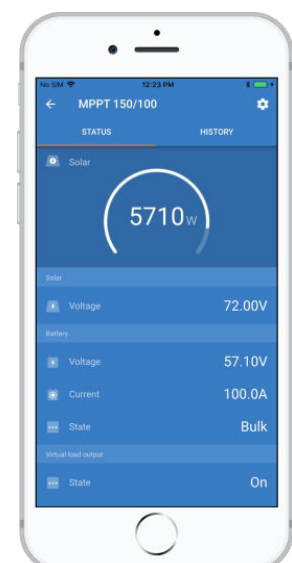 No SIM 12:23 PM
MPPT 150/100
STATUS HISTORY
Solar
5710W
Solar
Voltage 72.00V
Battery
Voltage 57.10V
Current 100.0A
State Bulk
Virtual load output
State On